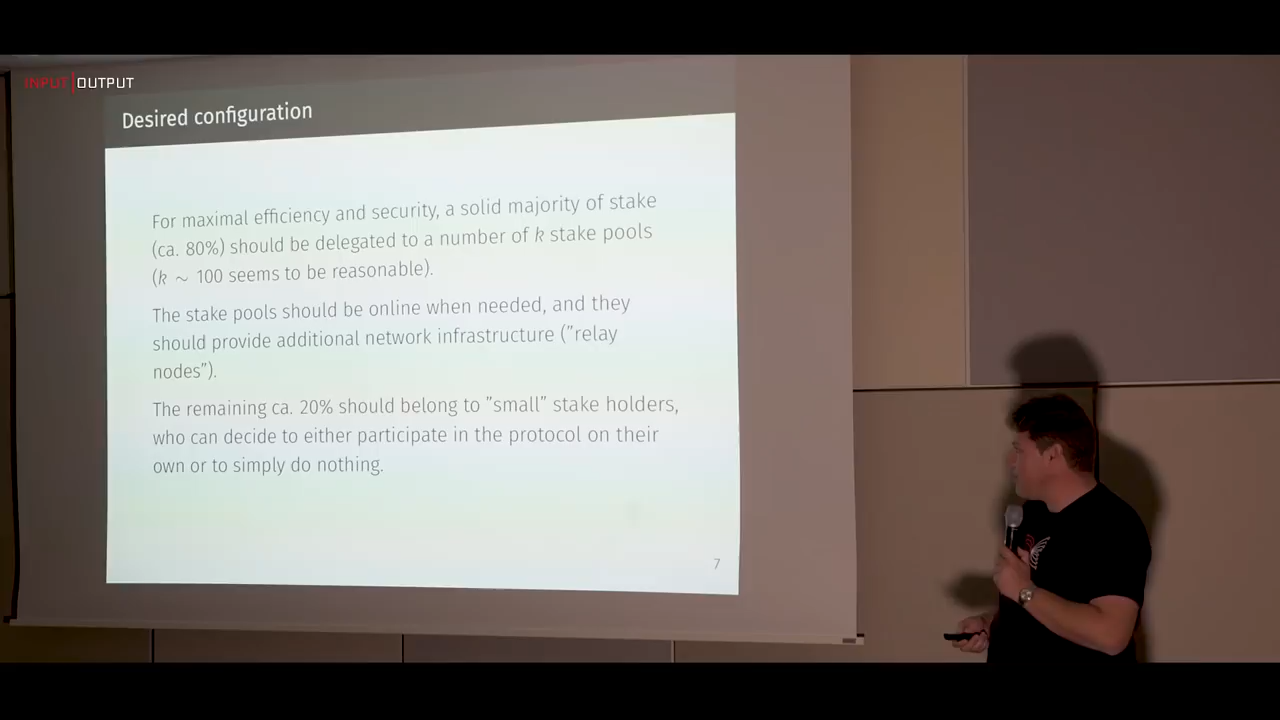 INPUT|OUTPUT
Desired configuration
For maximal efficiency and security, a solid majority of stake
(ca. 80%) should be delegated to a number of k stake pools
(k ∼ 100 seems to be reasonable).
The stake pools should be online when needed, and they
should provide additional network infrastructure (”relay
nodes”).
The remaining ca. 20% should belong to ”small” stake holders,
who can decide to either participate in the protocol on their
own or to simply do nothing.
7